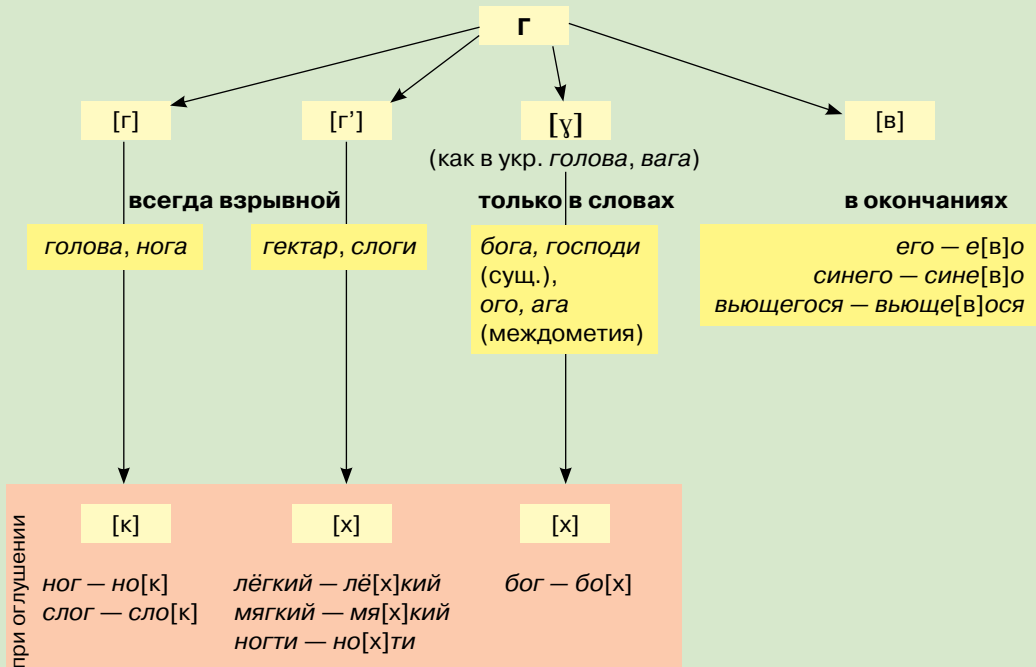 Г
[г]
[г’]
[ɣ]
[в]
(как в укр. голова, вага)
всегда взрывной
только в словах
в окончаниях
голова, нога
гектар, слоги
бога, господи
(сущ.),
ого, ага
(междометия)
его — е[в]о
синего — сине[в]о
вьющегося — вьюще[в]ося
при оглушении
[к]
[х]
[х]
ног — но[к]
слог — сло[к]
лёгкий — лё[х]кий
мягкий — мя[х]кий
ногти — но[х]ти
бог — бо[х]